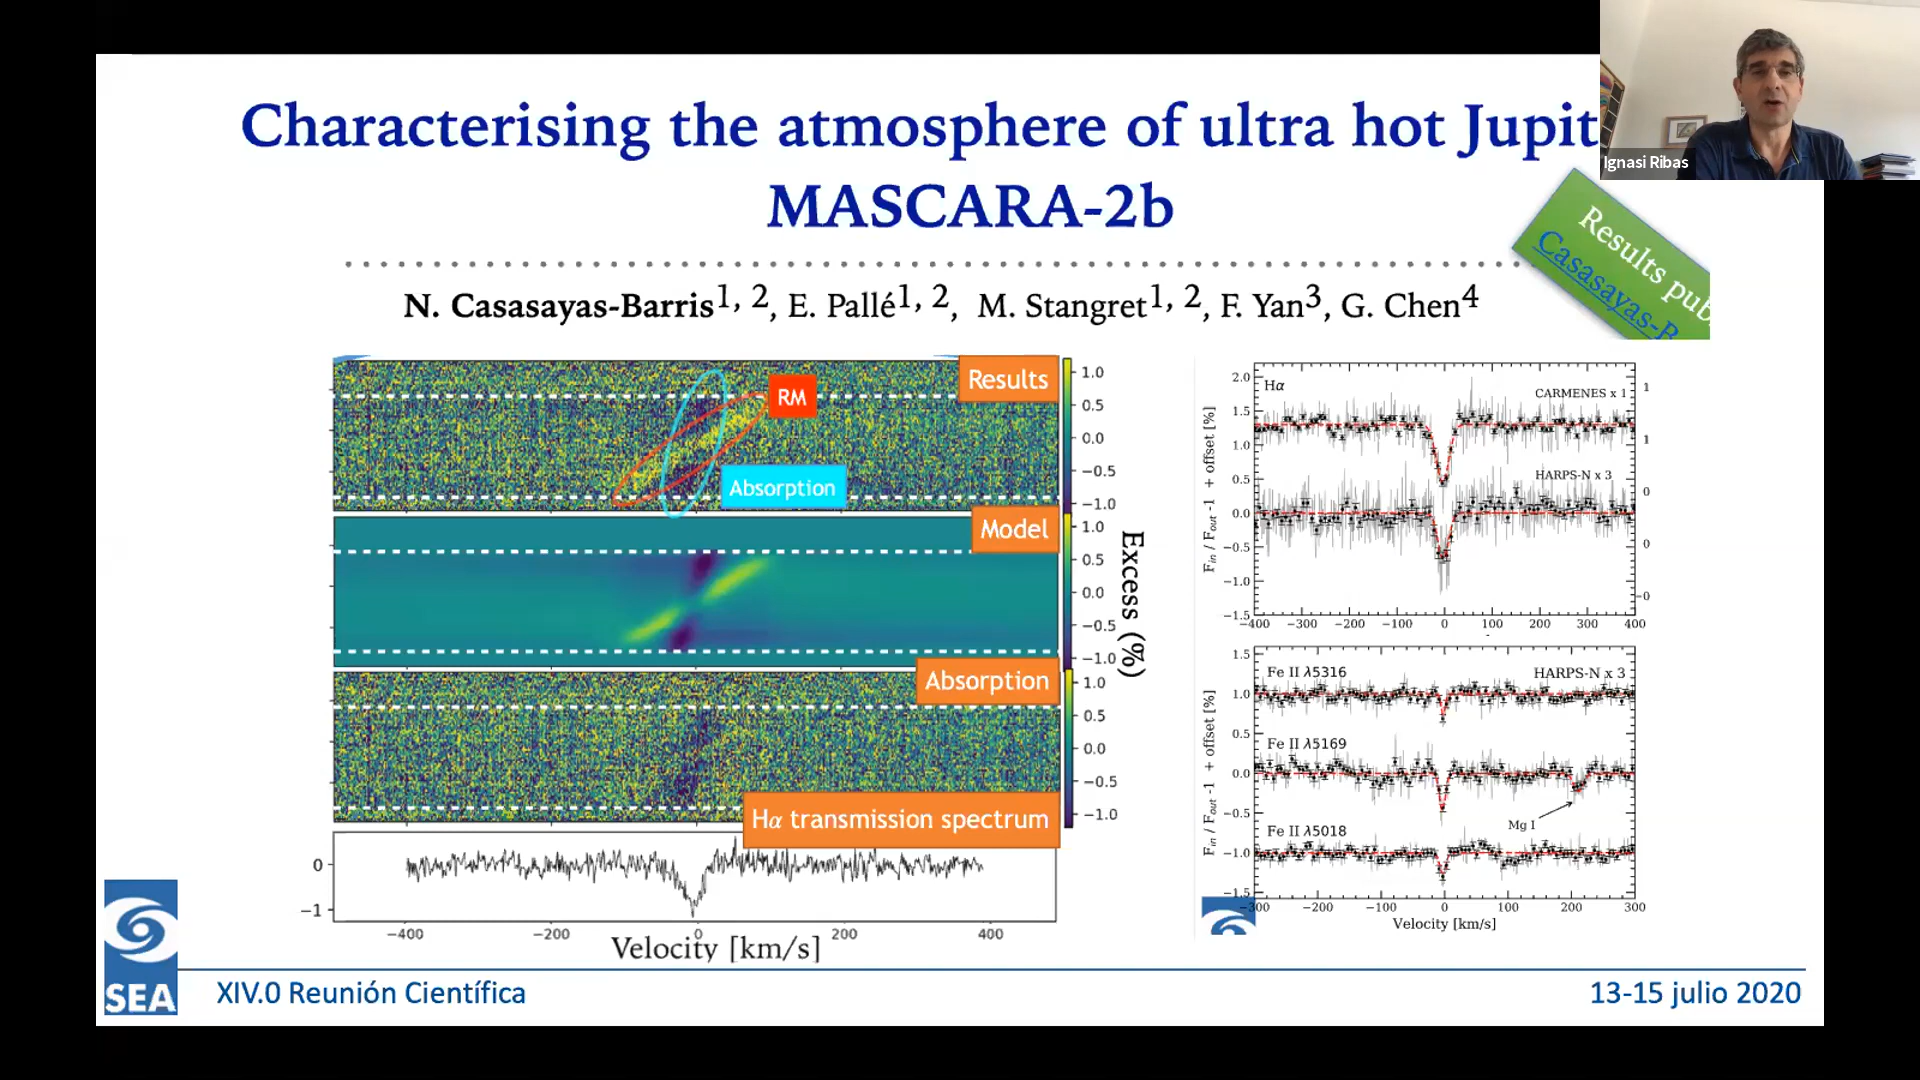 Characterising the atmosphere of ultra hot Jupit
MASCARA-2b
Ignasi Ribas
Results pub
Casasayas-B
N. Casasayas-Barris1, 2, E. Pallé1, 2, M. Stangret1, 2, F. Yan3, G. Chen4
Results
RM
Absorption
1.0
0.5
0.0
−0.5
−1.0
Model
1.0
0.5
0.0
−0.5
−1.0
Excess (%)
Absorption
1.0
0.5
0.0
−0.5
−1.0
Hα transmission spectrum
0
−1
−400 −200 0 200 400
Velocity [km/s]
Hα
CARMENES x 1
HARPS-N x 3
2.0
1.5
1.0
0.5
0.0
−0.5
−1.0
−1.5
Fin / Fout -1 + offset [%]
1
1
0
0
−0
−400 −300 −200 −100 0 100 200 300 400
Fe II λ5316
HARPS-N x 3
Fe II λ5169
Mg I
Fe II λ5018
1.5
1.0
0.5
0.0
−0.5
−1.0
−1.5
Fin / Fout -1 + offset [%]
−300 −200 −100 0 100 200 300
Velocity [km/s]
SEA
XIV.0 Reunión Científica
13-15 julio 2020